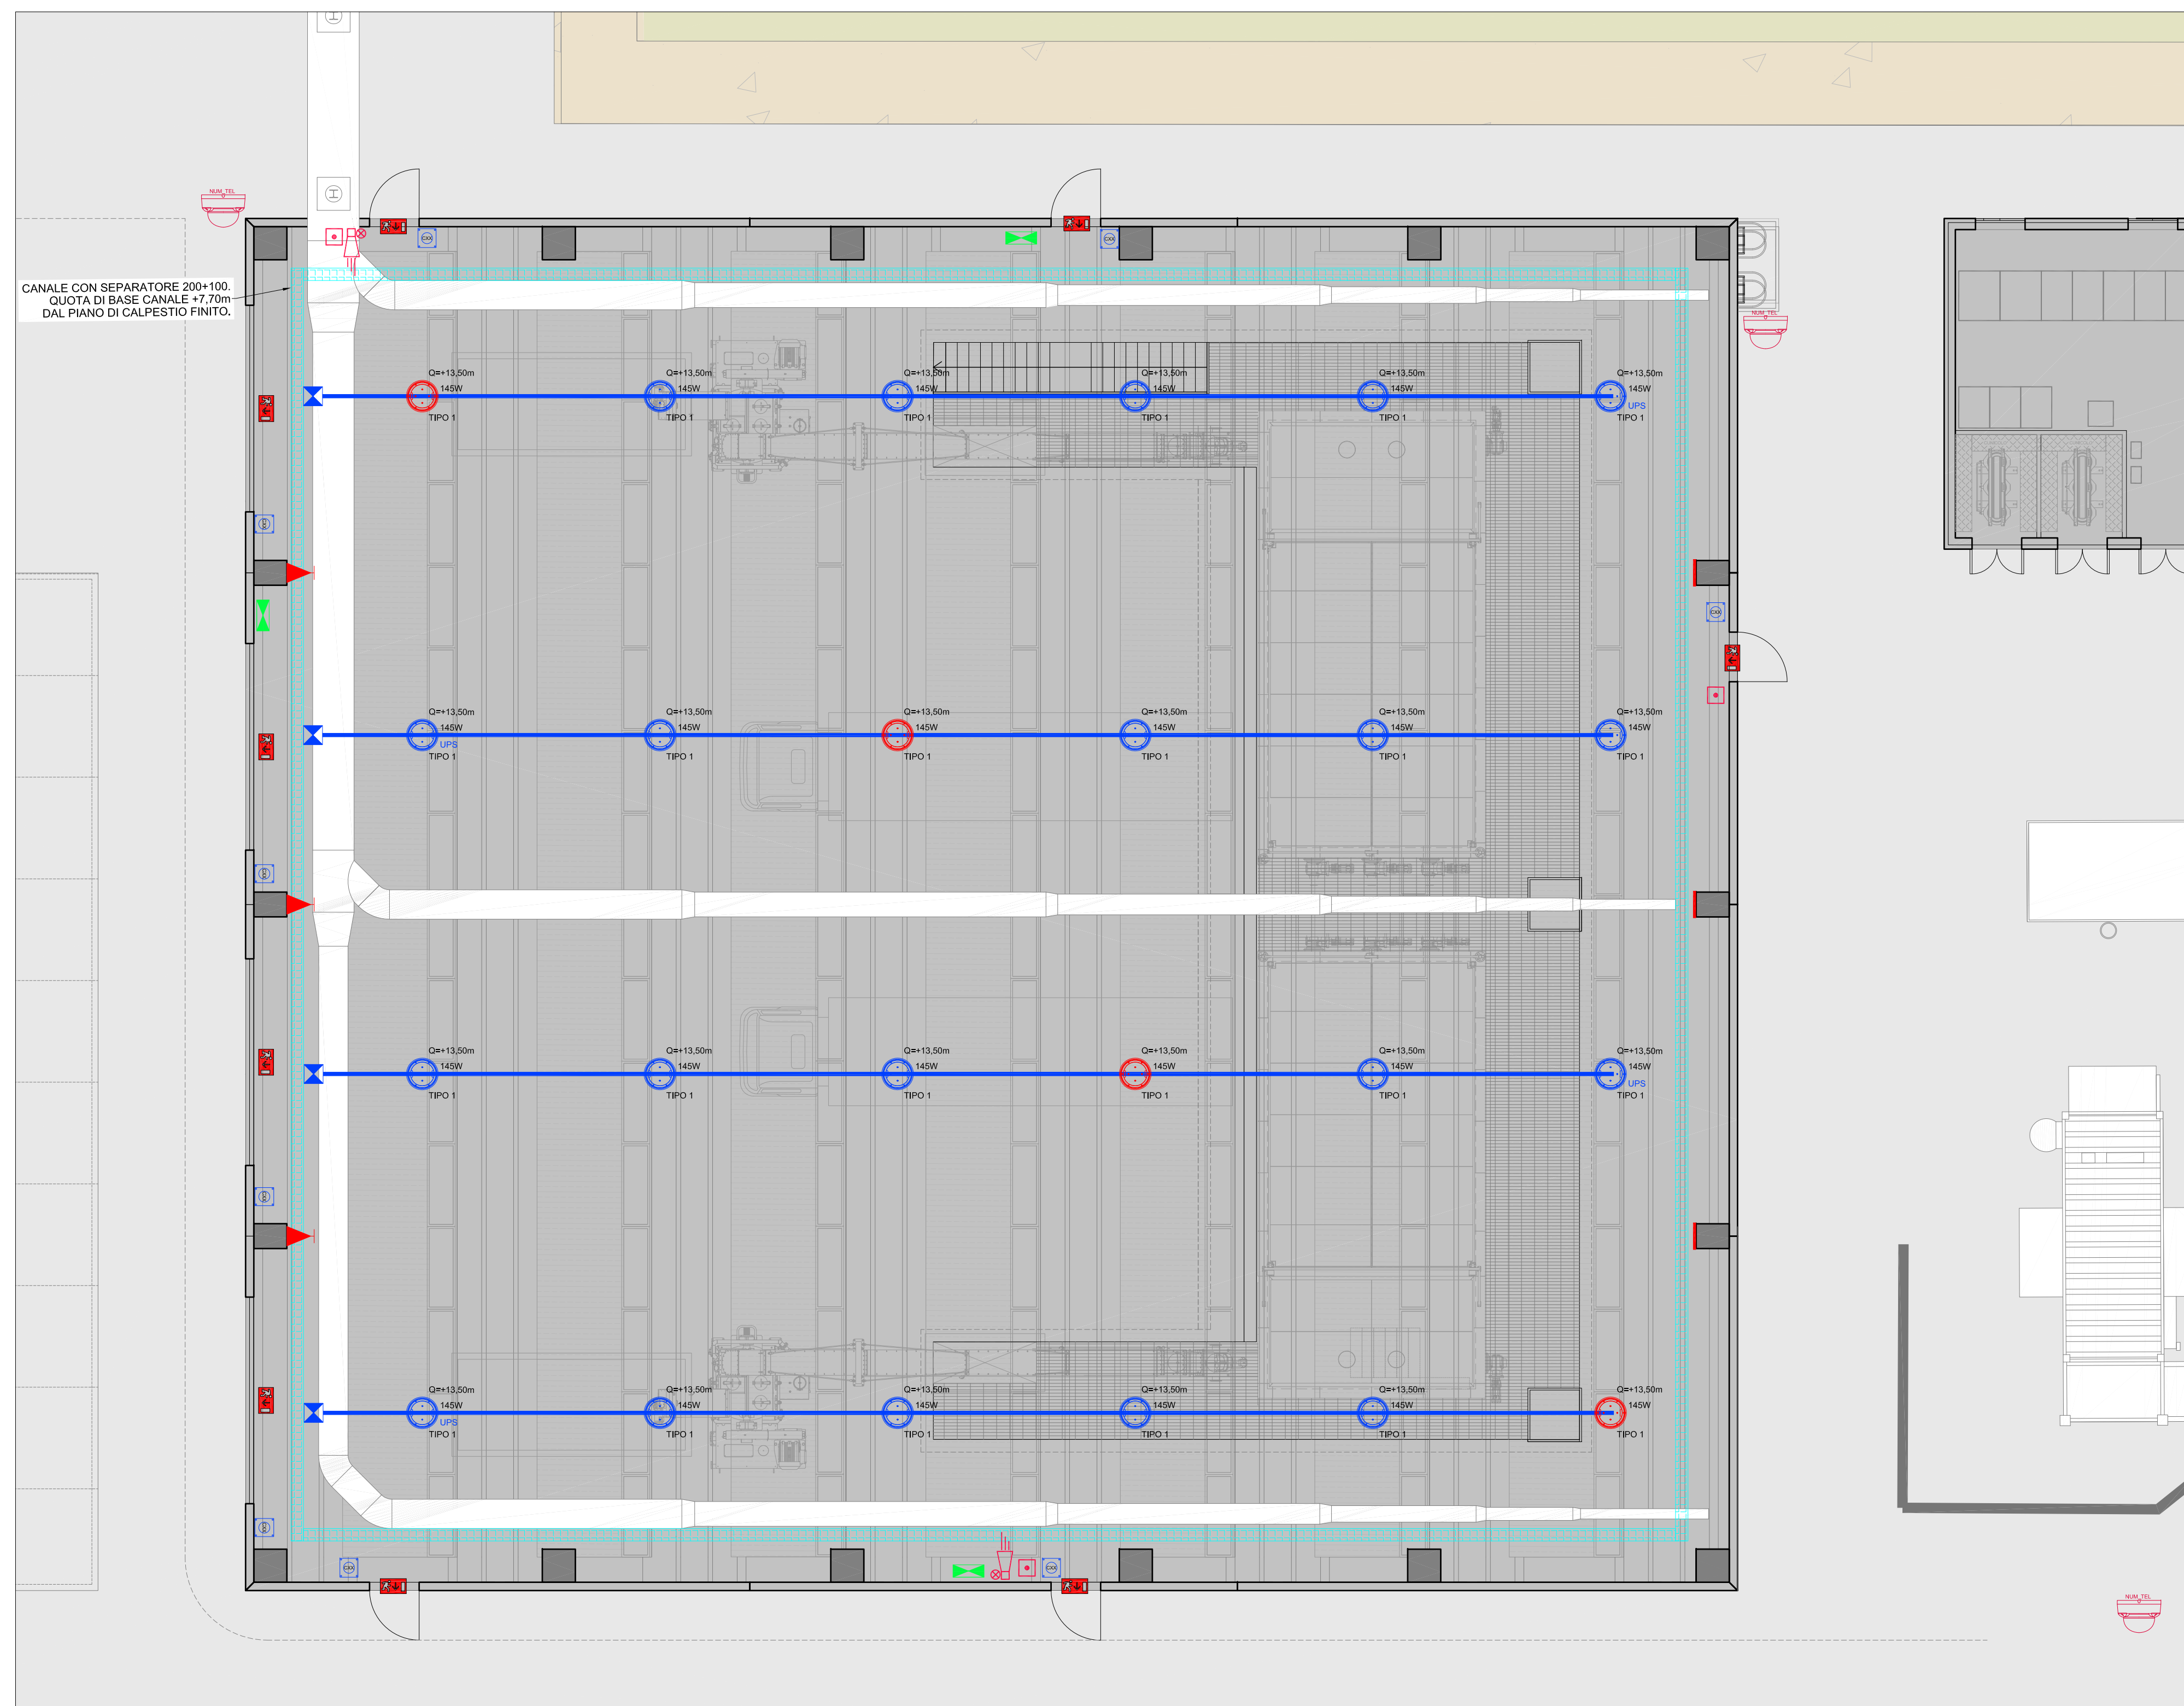 H
H
NUM_TEL
CANALE CON SEPARATORE 200+100.
QUOTA DI BASE CANALE +7,70m
DAL PIANO DI CALPESTIO FINITO.
NUM_TEL
Q=+13,50m
145W
TIPO 1
Q=+13,50m
145W
TIPO 1
Q=+13,50m
145W
TIPO 1
Q=+13,50m
145W
TIPO 1
Q=+13,50m
145W
TIPO 1
Q=+13,50m
145W
UPS
TIPO 1
Q=+13,50m
145W
UPS
TIPO 1
Q=+13,50m
145W
TIPO 1
Q=+13,50m
145W
TIPO 1
Q=+13,50m
145W
TIPO 1
Q=+13,50m
145W
TIPO 1
Q=+13,50m
145W
TIPO 1
Q=+13,50m
145W
TIPO 1
Q=+13,50m
145W
TIPO 1
Q=+13,50m
145W
TIPO 1
Q=+13,50m
145W
TIPO 1
Q=+13,50m
145W
TIPO 1
Q=+13,50m
145W
UPS
TIPO 1
Q=+13,50m
145W
UPS
TIPO 1
Q=+13,50m
145W
TIPO 1
Q=+13,50m
145W
TIPO 1
Q=+13,50m
145W
TIPO 1
Q=+13,50m
145W
TIPO 1
Q=+13,50m
145W
TIPO 1
NUM_TEL